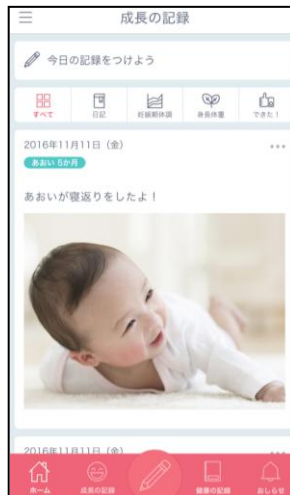 成長の記録
今日の記録をつけよう
すべて
日記
妊娠期体調
身長体重
できた！
2016年11月11日（金）
あおい 5か月
あおいが寝返りをしたよ！
2016年11月11日（金）
ホーム
成長の記録
健康の記録
おしらせ